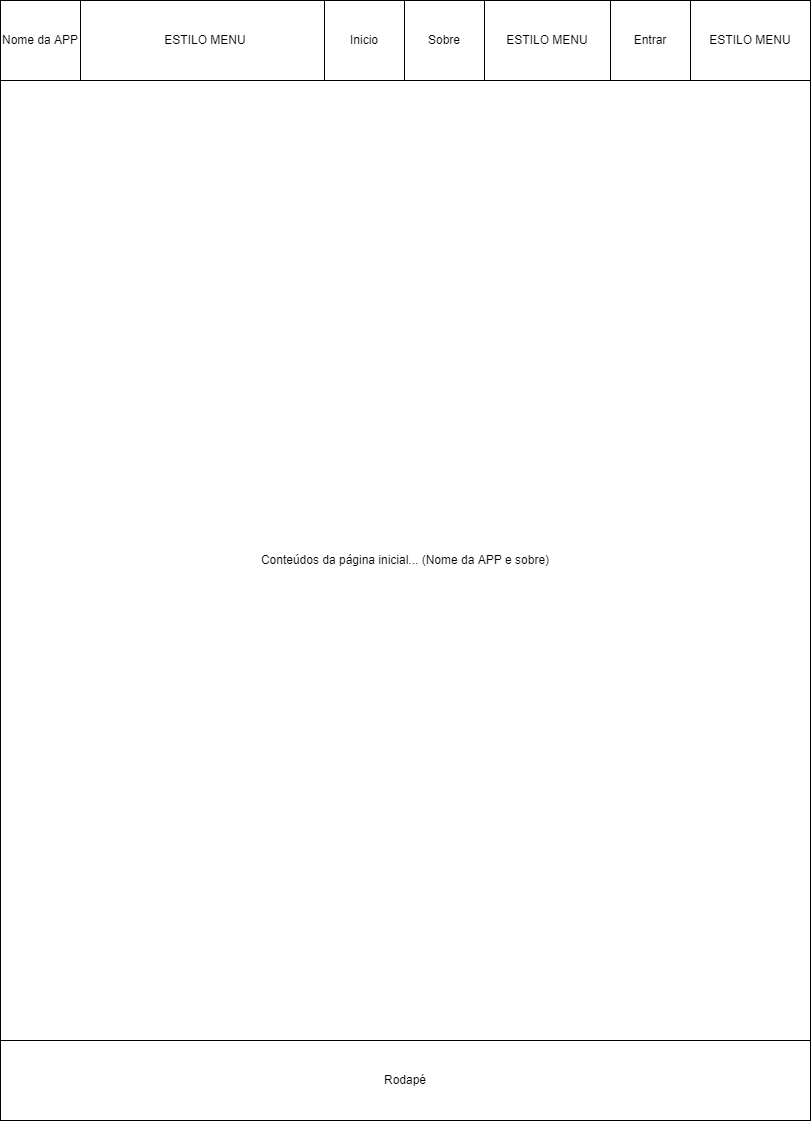 Nome da APP
ESTILO MENU
Inicio
Sobre
ESTILO MENU
Entrar
ESTILO MENU
Conteúdos da página inicial... (Nome da APP e sobre)
Rodapé